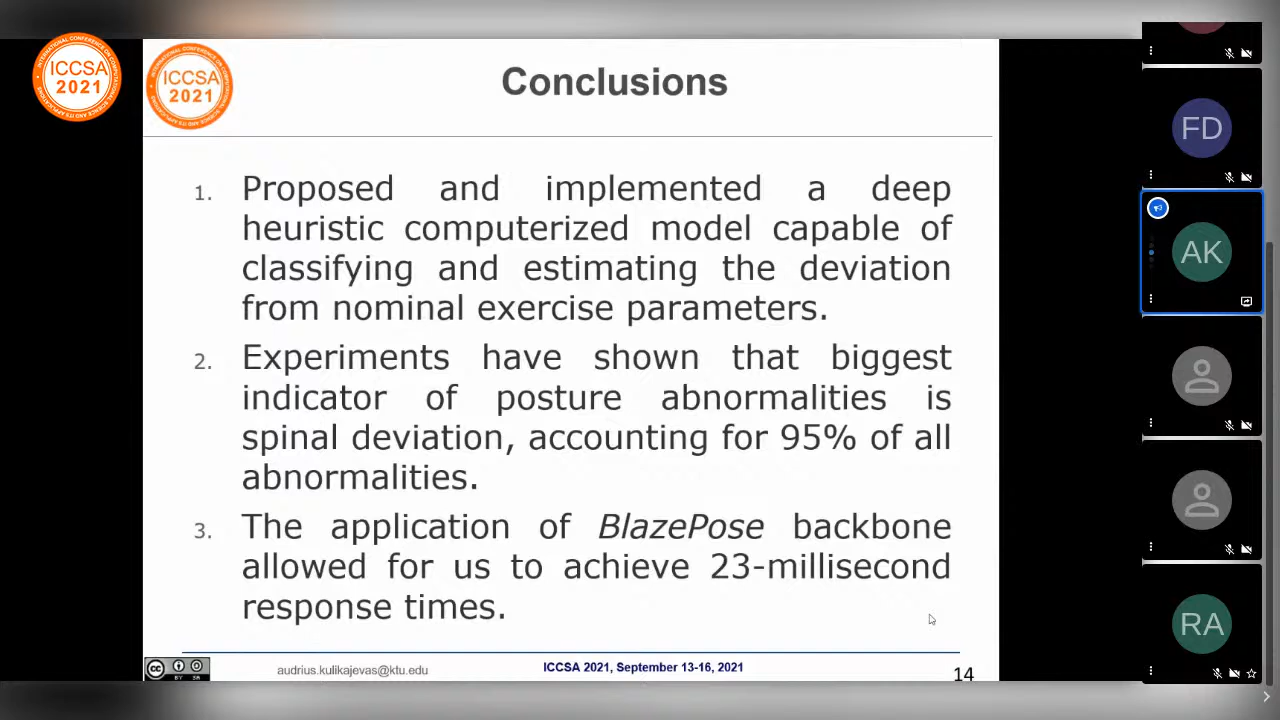 ICCSA
2021
ICCSA
2021
Conclusions
1. Proposed and implemented a deep
heuristic computerized model capable of
classifying and estimating the deviation
from nominal exercise parameters.
2. Experiments have shown that biggest
indicator of posture abnormalities is
spinal deviation, accounting for 95% of all
abnormalities.
3. The application of BlazePose backbone
allowed for us to achieve 23-millisecond
response times.
audrius.kulikajevas@ktu.edu
ICCSA 2021, September 13-16, 2021
14
FD
AK
RA